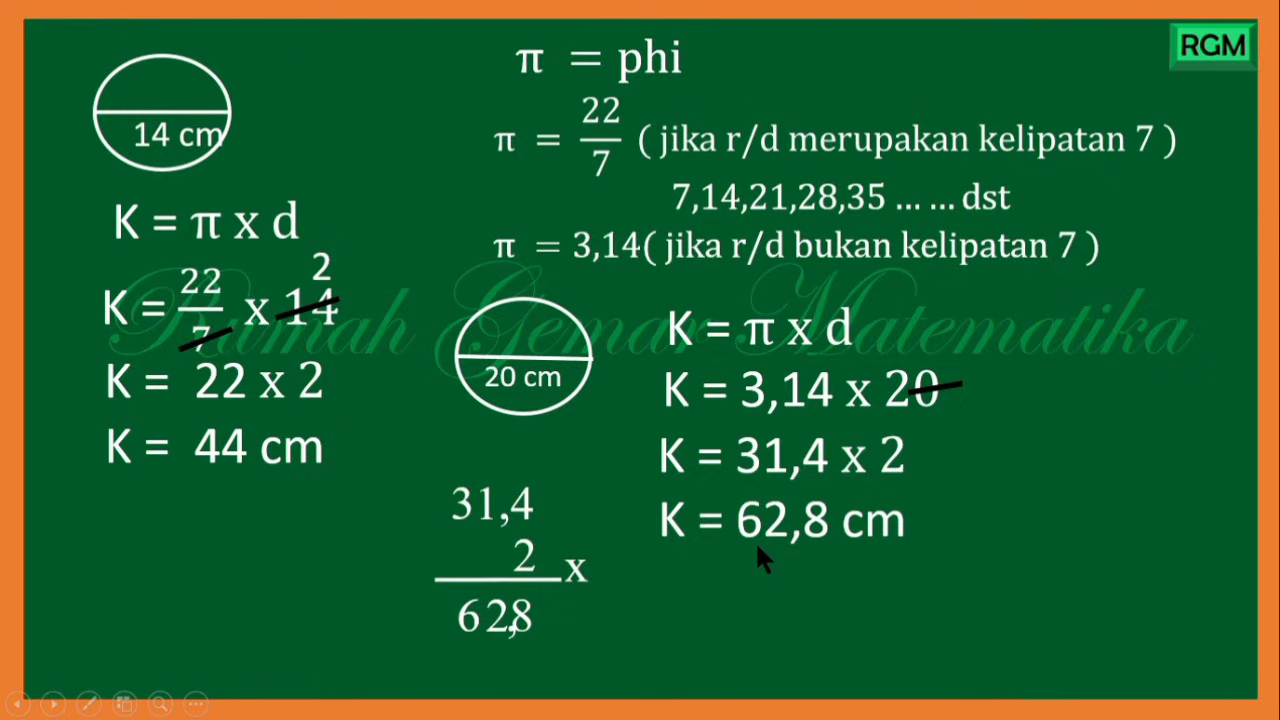 RGM
π = phi
π = 22/7 ( jika r/d merupakan kelipatan 7 )
7,14,21,28,35 ... ... dst
π = 3,14( jika r/d bukan kelipatan 7 )
14 cm
K = π x d
2
K = 22/7 x 14
K = 22 x 2
K = 44 cm
Rumah Gemar Matematika
20 cm
K = π x d
K = 3,14 x 20
K = 31,4 x 2
K = 62,8 cm
31,4
2 x
62,8